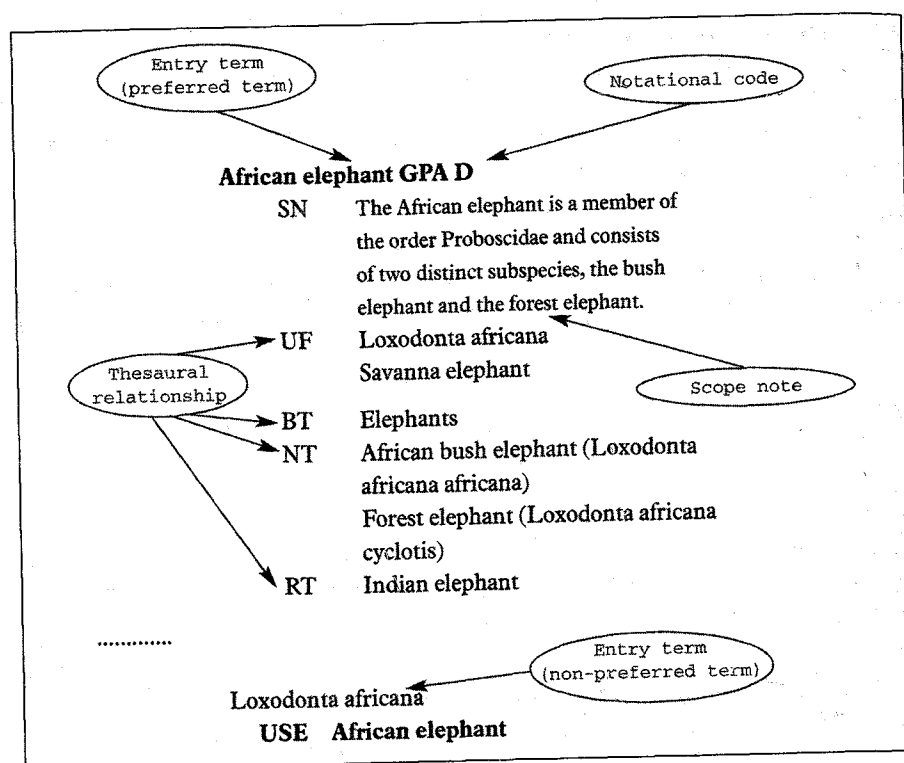 Entry term
(preferred term)
Notational code
African elephant GPA D
SN The African elephant is a member of
the order Proboscidae and consists
of two distinct subspecies, the bush
elephant and the forest elephant.
UF Loxodonta africana
Savanna elephant
Thesaural
relationship
Scope note
BT Elephants
NT African bush elephant (Loxodonta
africana africana)
Forest elephant (Loxodonta africana
cyclotis)
RT Indian elephant
.............
Entry term
(non-preferred term)
Loxodonta africana
USE African elephant